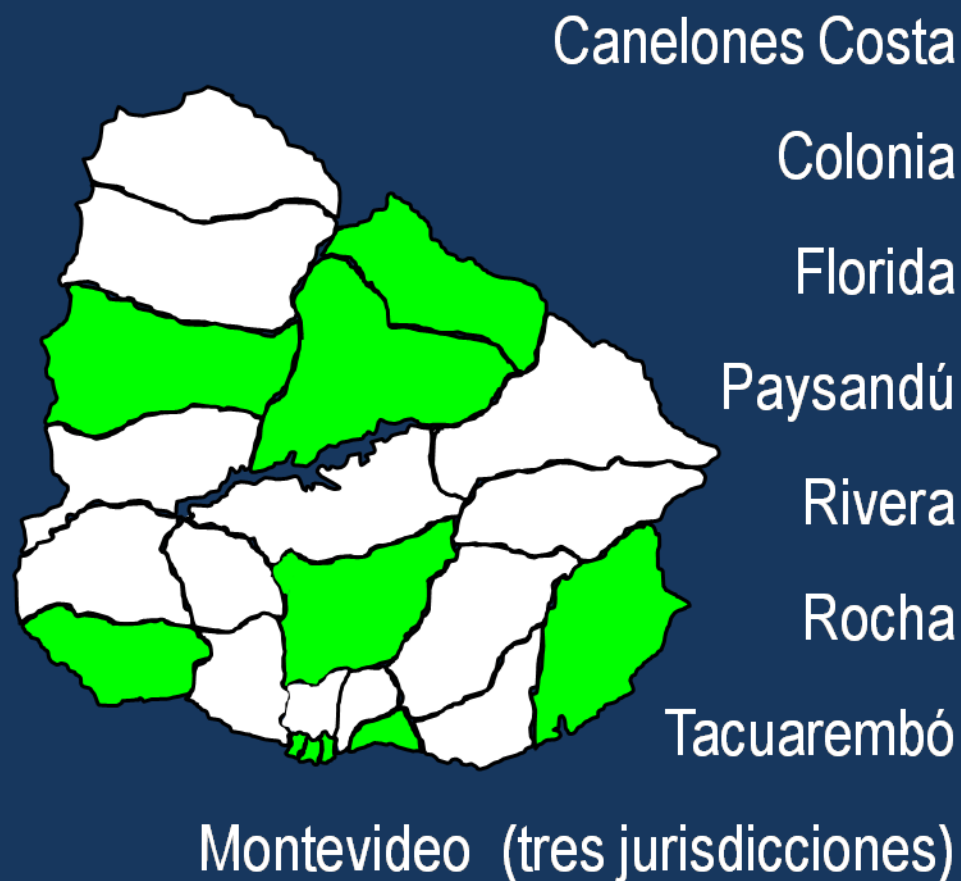 Canelones Costa
Colonia
Florida
Paysandú
Rivera
Rocha
Tacuarembó
Montevideo (tres jurisdicciones)